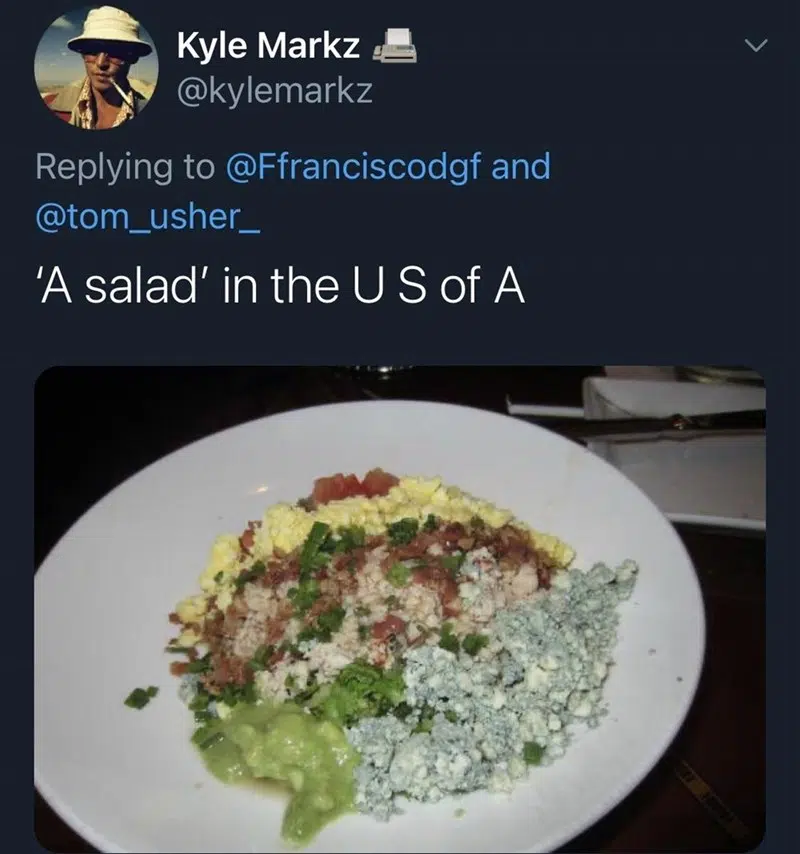 Kyle Markz
@kylemarkz
Replying to @Ffranciscodgf and
@tom_usher_
'A salad' in the U S of A